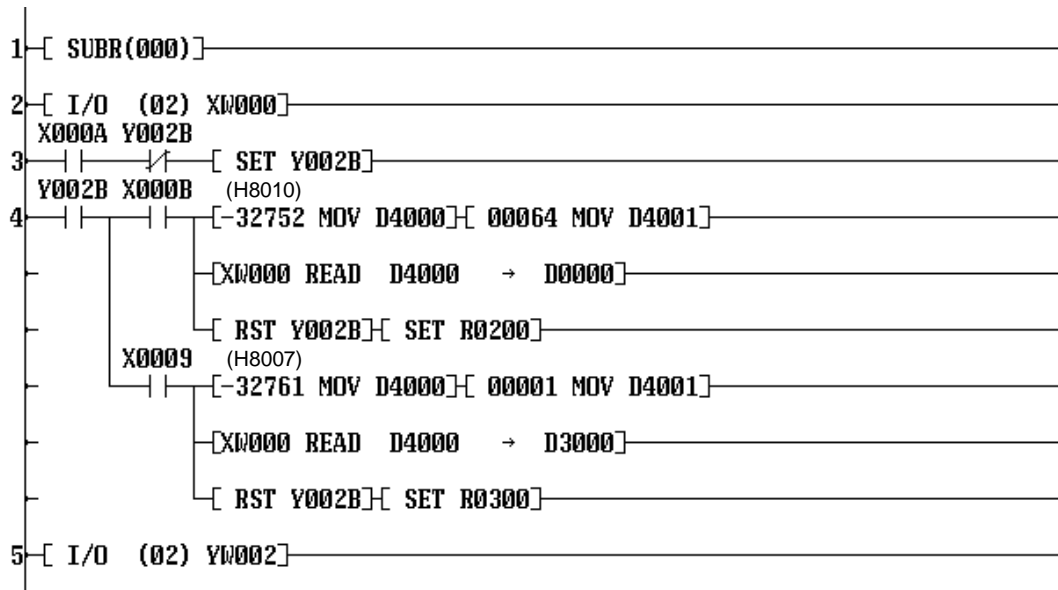 1 [ SUBR(000)]
2 [ I/O (02) XW000]
X000A Y002B
3 [ SET Y002B]
Y002B X000B (H8010)
4 [-32752 MOV D4000] [ 00064 MOV D4001]
[XW000 READ D4000 → D0000]
[ RST Y002B] [ SET R0200]
X0009 (H8007)
[-32761 MOV D4000] [ 00001 MOV D4001]
[XW000 READ D4000 → D3000]
[ RST Y002B] [ SET R0300]
5 [ I/O (02) YW002]